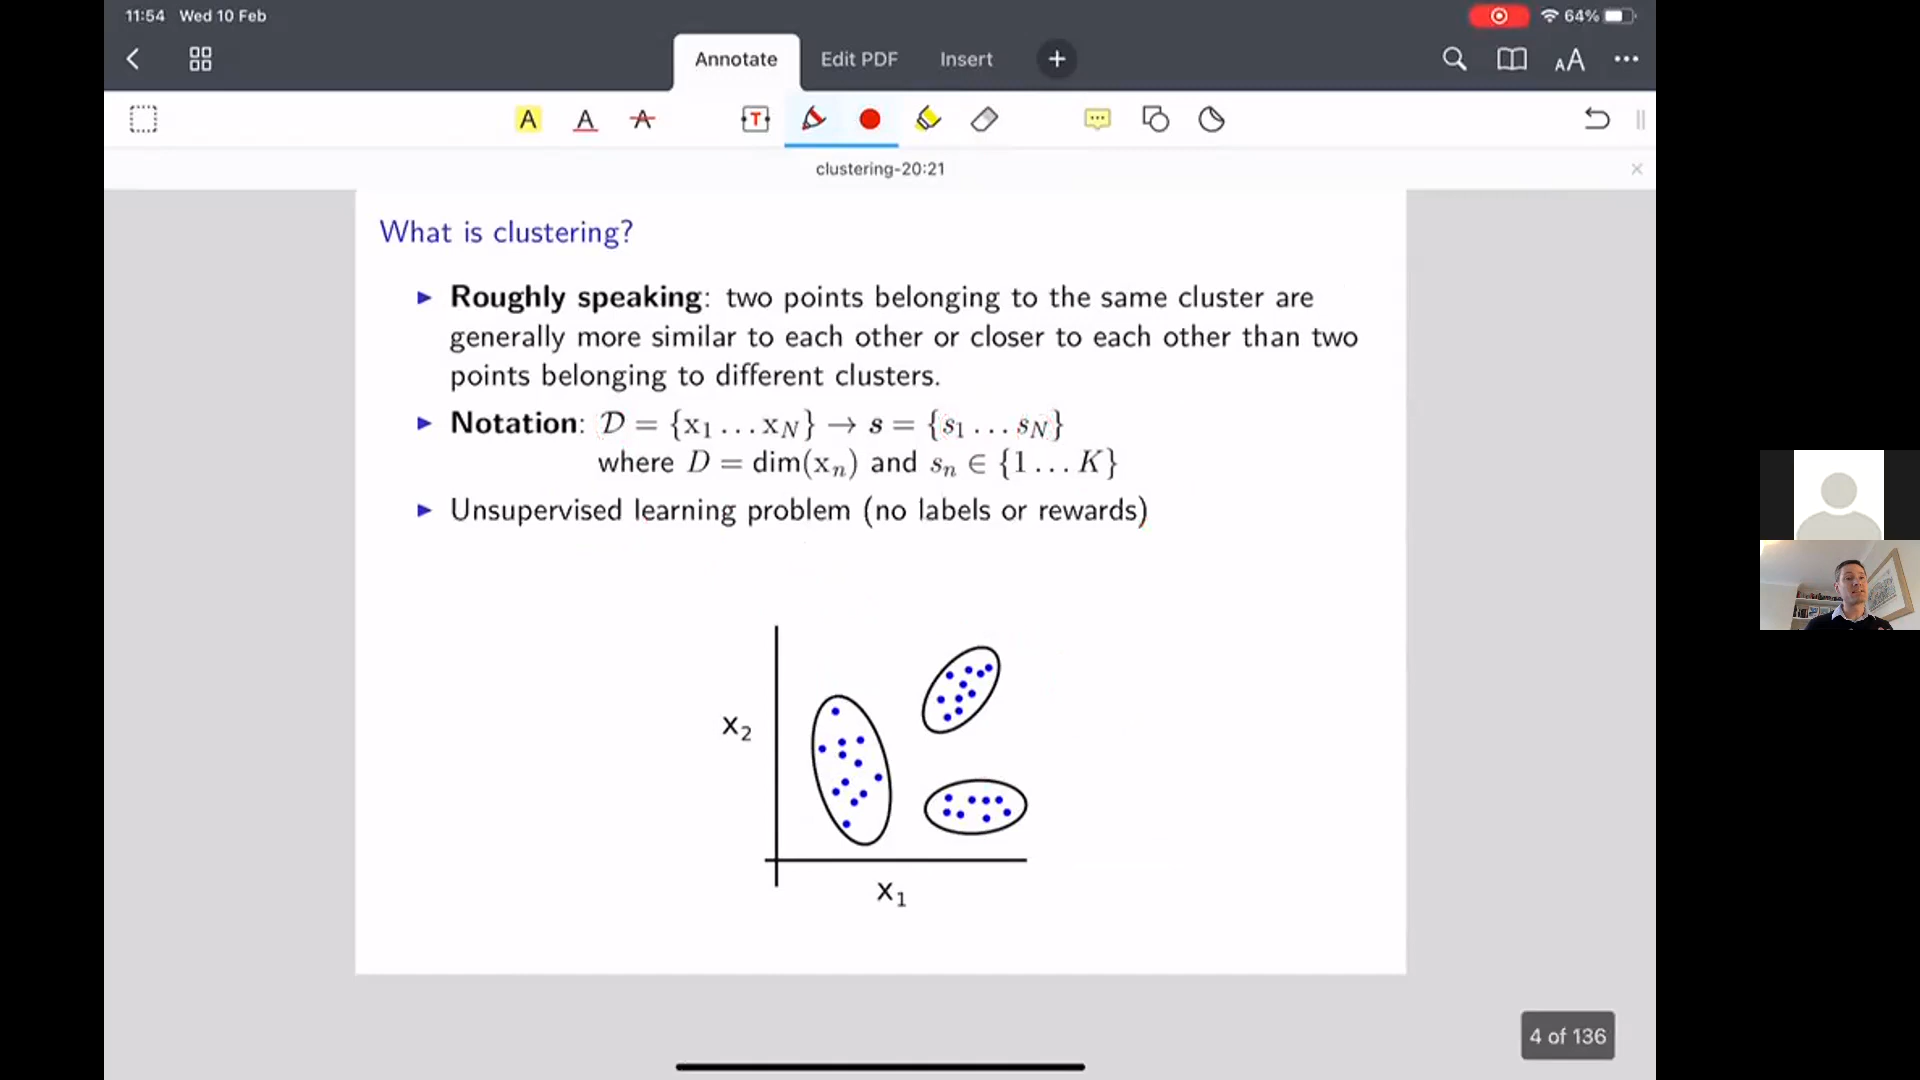 11:54 Wed 10 Feb
64%
Annotate Edit PDF Insert
A A A T AA
clustering-20:21
What is clustering?
Roughly speaking: two points belonging to the same cluster are
generally more similar to each other or closer to each other than two
points belonging to different clusters.
Notation: 𝒟 = {x₁ … x_N} → s = {s₁ … s_N}
where D = dim(xₙ) and sₙ ∈ {1 … K}
Unsupervised learning problem (no labels or rewards)
x₂
x₁
4 of 136